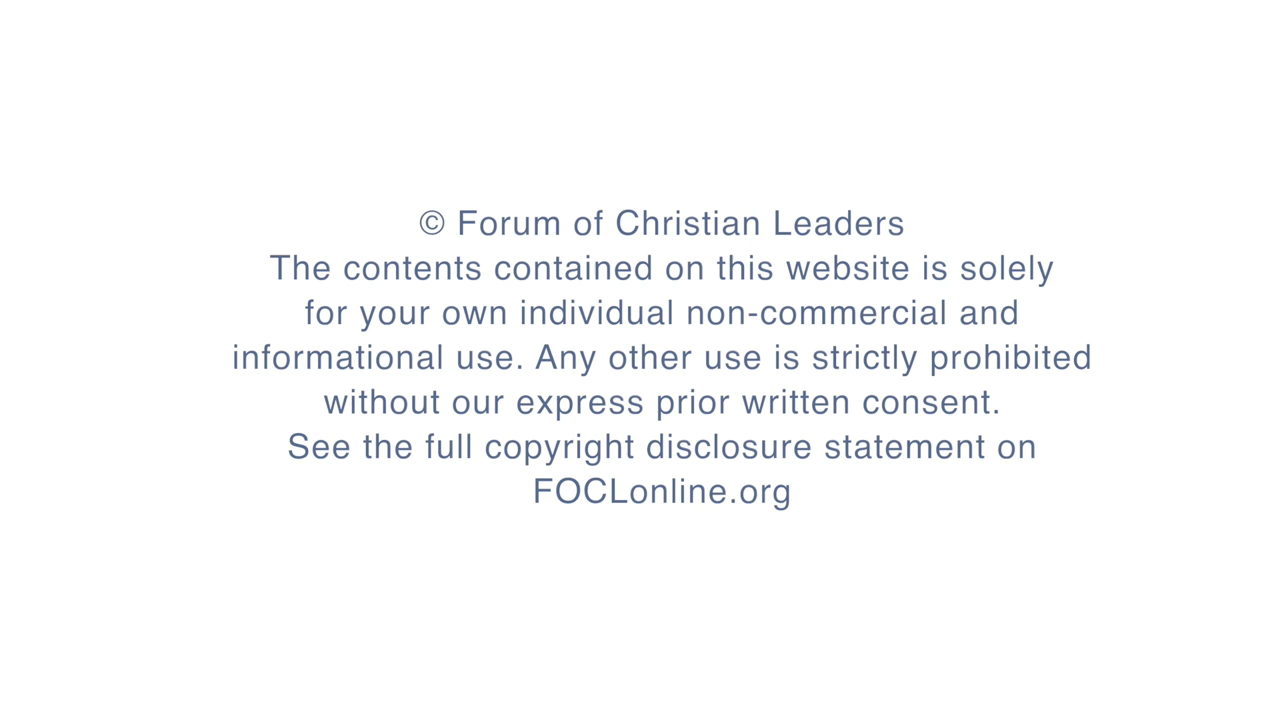 © Forum of Christian Leaders
The contents contained on this website is solely
for your own individual non-commercial and
informational use. Any other use is strictly prohibited
without our express prior written consent.
See the full copyright disclosure statement on
FOCLonline.org